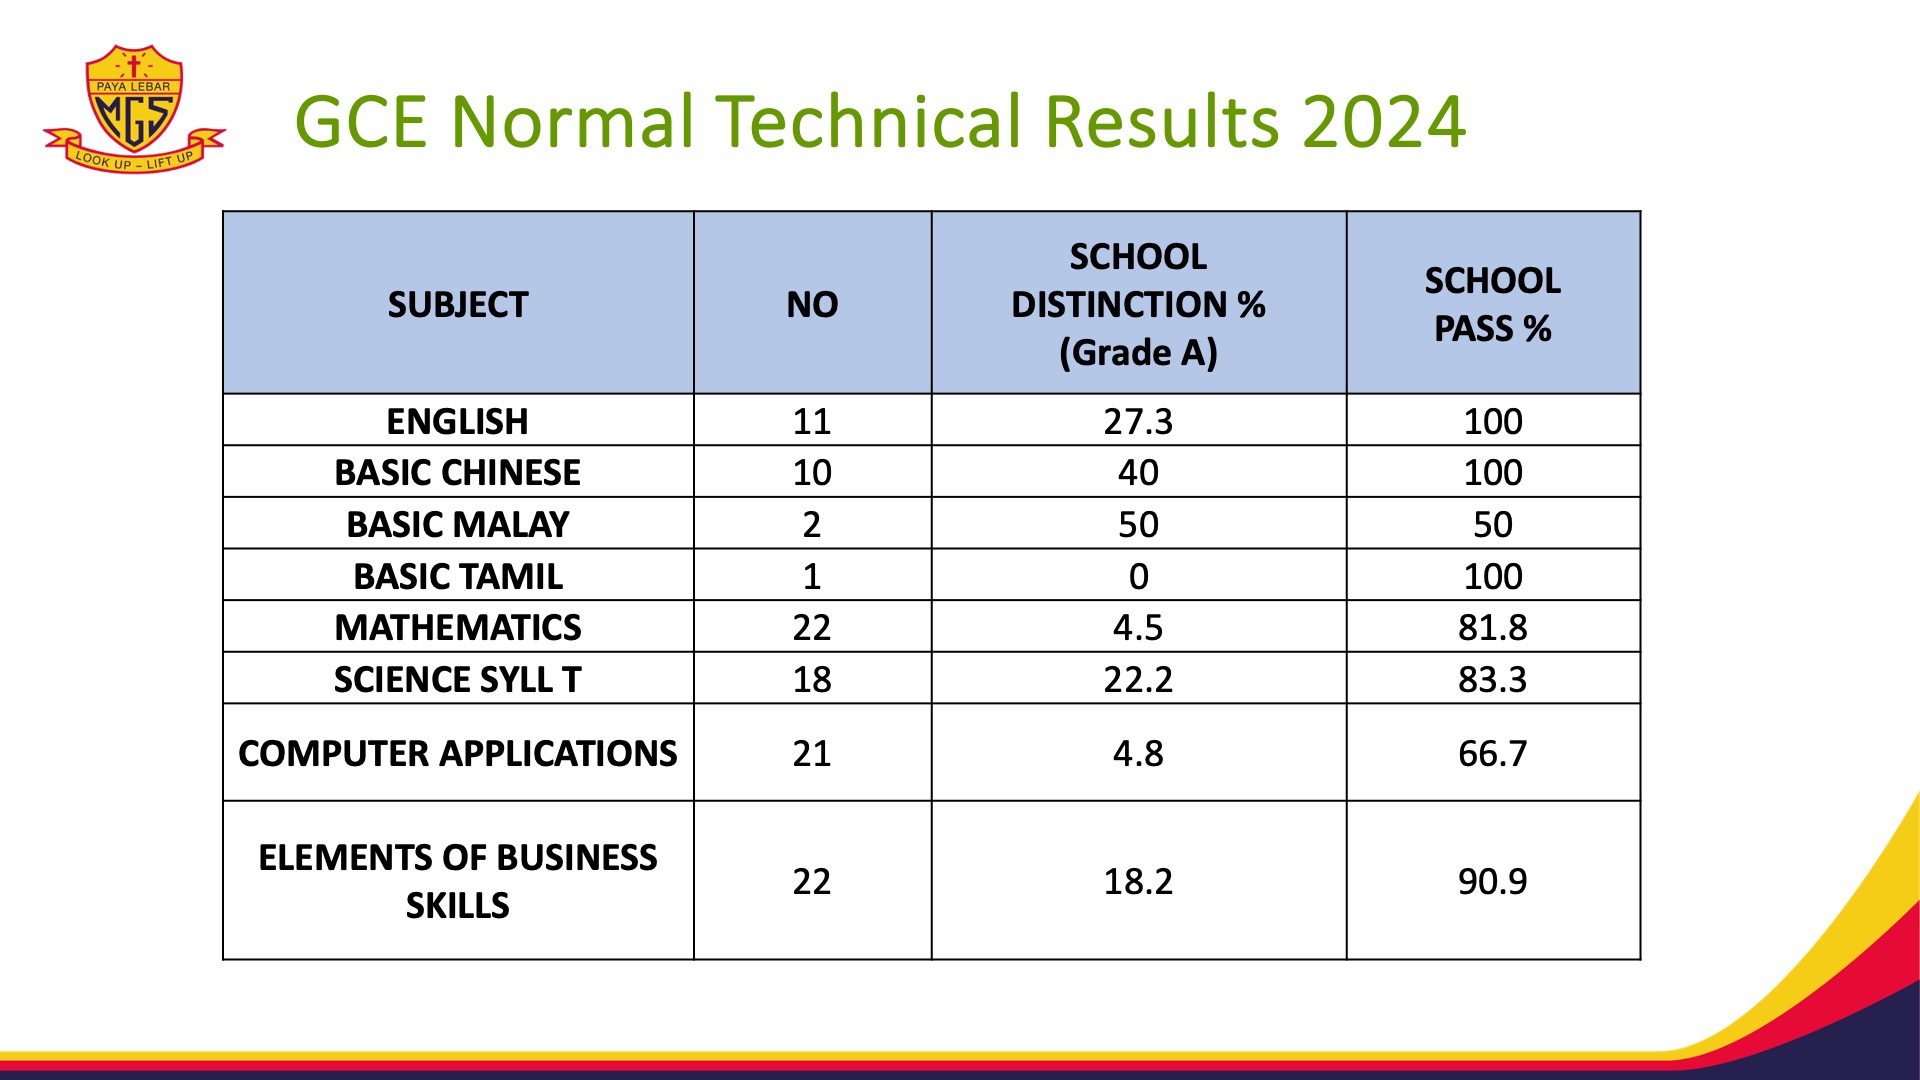 PAYA LEBAR
MGS
LOOK UP – LIFT UP
GCE Normal Technical Results 2024
SUBJECT NO SCHOOL DISTINCTION % (Grade A) SCHOOL PASS %
ENGLISH 11 27.3 100
BASIC CHINESE 10 40 100
BASIC MALAY 2 50 50
BASIC TAMIL 1 0 100
MATHEMATICS 22 4.5 81.8
SCIENCE SYLL T 18 22.2 83.3
COMPUTER APPLICATIONS 21 4.8 66.7
ELEMENTS OF BUSINESS SKILLS 22 18.2 90.9